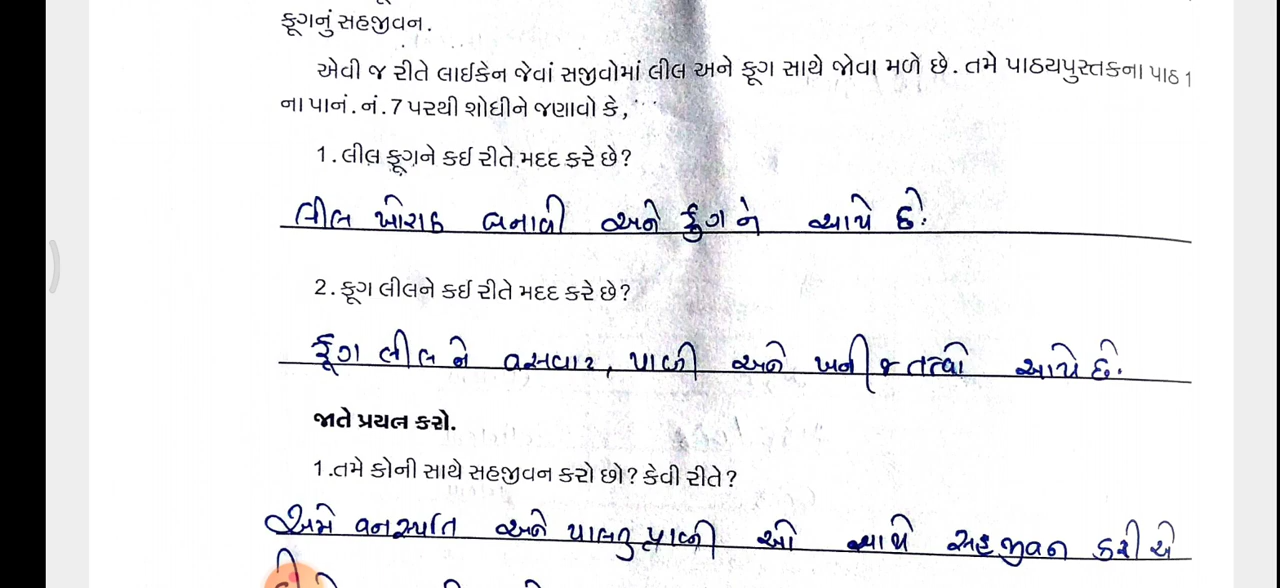 ફૂગનું સહજીવન.
એવી જ રીતે લાઈકેન જેવાં સજીવોમાં લીલ અને ફૂગ સાથે જોવા મળે છે. તમે પાઠયપુસ્તકના પાઠ 1
ના પાનં.નં.7 પરથી શોધીને જણાવો કે,
1. લીલ ફૂગને કઈ રીતે મદદ કરે છે?
લીલ ખોરાક બનાવી અને ફુગને આપે છે.
2. ફૂગ લીલને કઈ રીતે મદદ કરે છે?
ફુંગ લીલને વસવાટ, પાણી અને ખનીજ તત્વો આપે છે.
જાતે પ્રયત્ન કરો.
1. તમે કોની સાથે સહજીવન કરો છો? કેવી રીતે?
અમે વનસ્પતિ અને પાલતુ પ્રાણી ઓ સાથે સહજીવન કરીએ